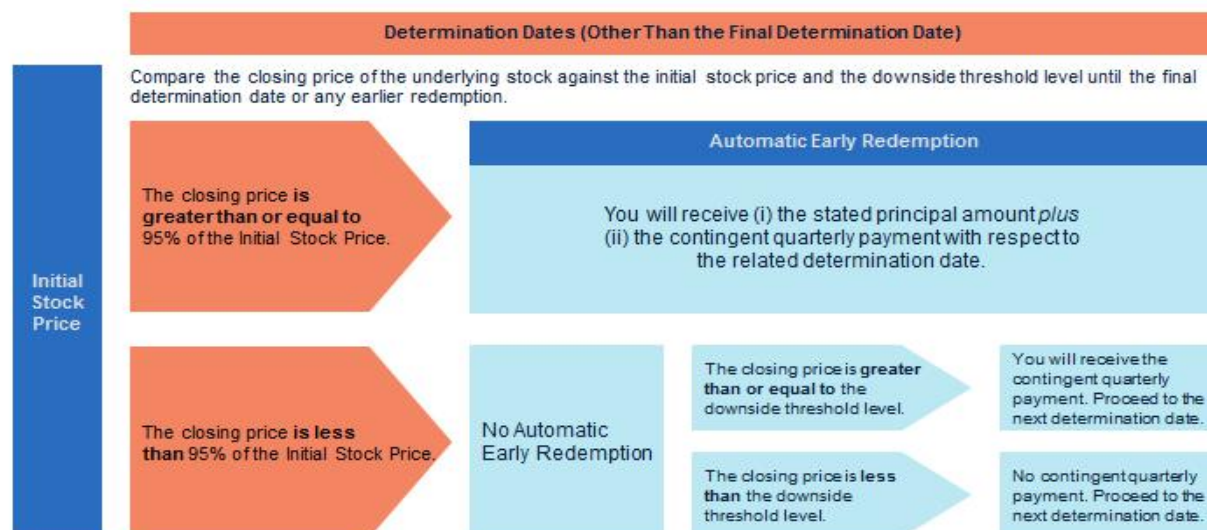 Determination Dates (Other Than the Final Determination Date)
Compare the closing price of the underlying stock against the initial stock price and the downside threshold level until the final
determination date or any earlier redemption.
Initial
Stock
Price
The closing price is
greater than or equal to
95% of the Initial Stock Price.
Automatic Early Redemption
You will receive (i) the stated principal amount plus
(ii) the contingent quarterly payment with respect to
the related determination date.
The closing price is less
than 95% of the Initial Stock Price.
No Automatic
Early Redemption
The closing price is greater
than or equal to the
downside threshold level.
You will receive the
contingent quarterly
payment. Proceed to the
next determination date.
The closing price is less
than the downside
threshold level.
No contingent quarterly
payment. Proceed to the
next determination date.